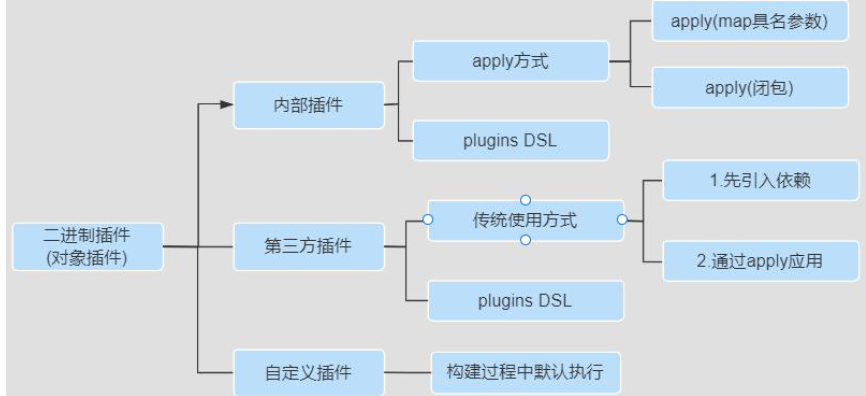 二进制插件
(对象插件)
内部插件
apply方式
apply(map具名参数)
apply(闭包)
plugins DSL
第三方插件
传统使用方式
1.先引入依赖
2.通过apply应用
plugins DSL
自定义插件
构建过程中默认执行